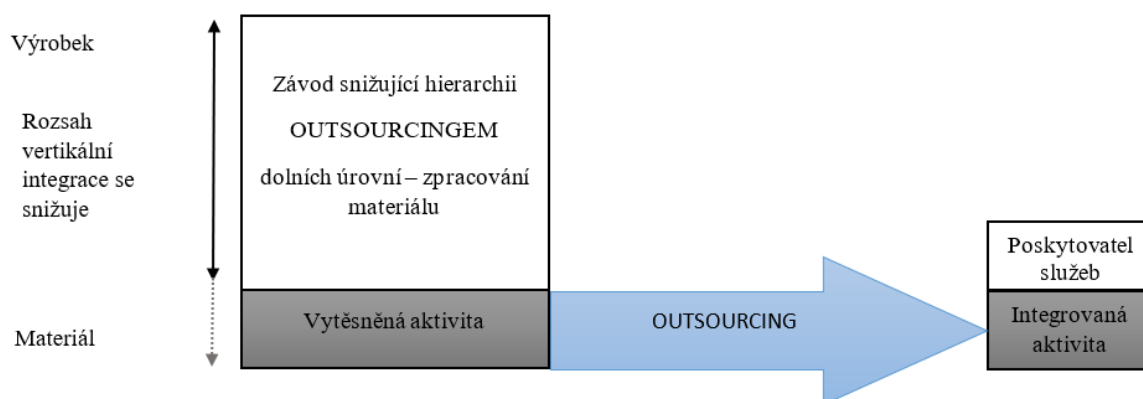 Výrobek
Rozsah
vertikální
integrace se
snižuje
Materiál
Závod snižující hierarchii
OUTSOURCINGEM
dolních úrovní – zpracování
materiálu
Vytěsněná aktivita
OUTSOURCING
Poskytovatel
služeb
Integrovaná
aktivita